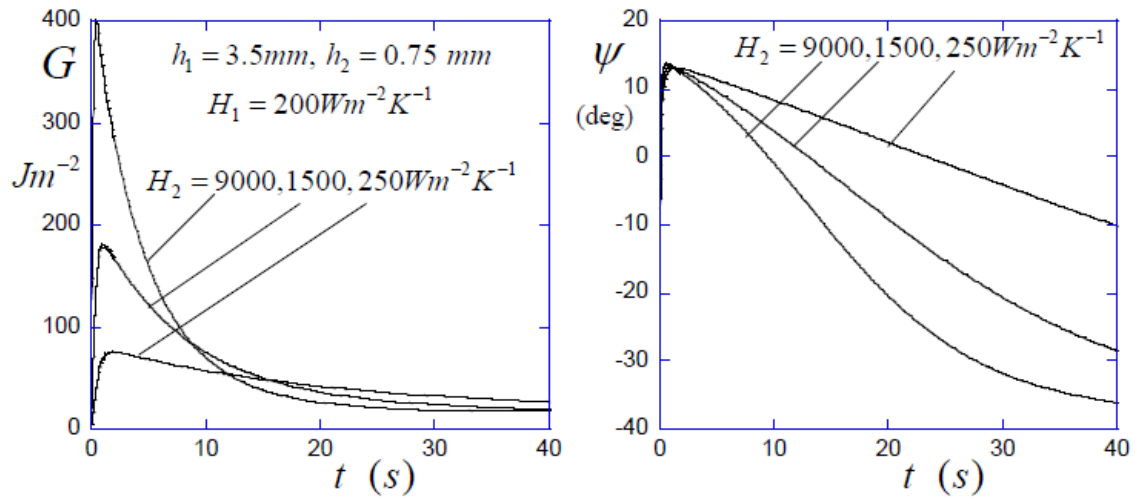 400
300
200
100
0
G
Jm⁻²
h₁ = 3.5mm, h₂ = 0.75 mm
H₁ = 200Wm⁻²K⁻¹
H₂ = 9000,1500,250Wm⁻²K⁻¹
0 10 20 30 40
t (s)
20
10
0
-10
-20
-30
-40
ψ
(deg)
H₂ = 9000,1500,250Wm⁻²K⁻¹
0 10 20 30 40
t (s)